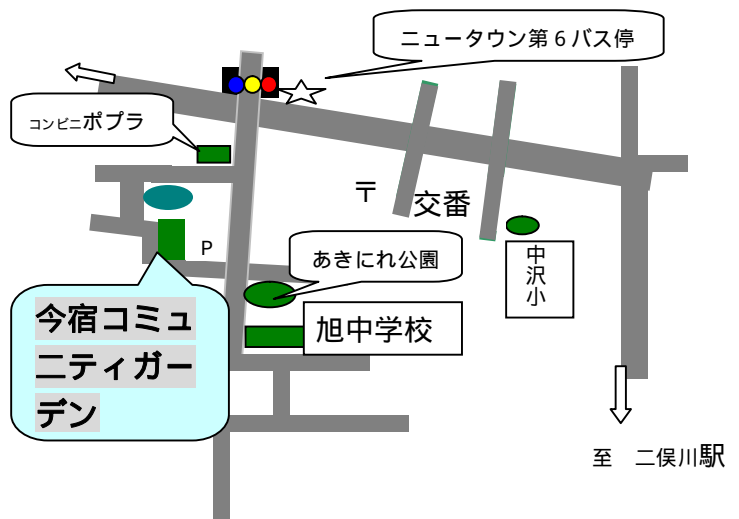 ニュータウン第6バス停
コンビニポプラ
〒
交番
P
あきにれ公園
中
沢
小
今宿コミュ
ニティガー
デン
旭中学校
至 二俣川駅